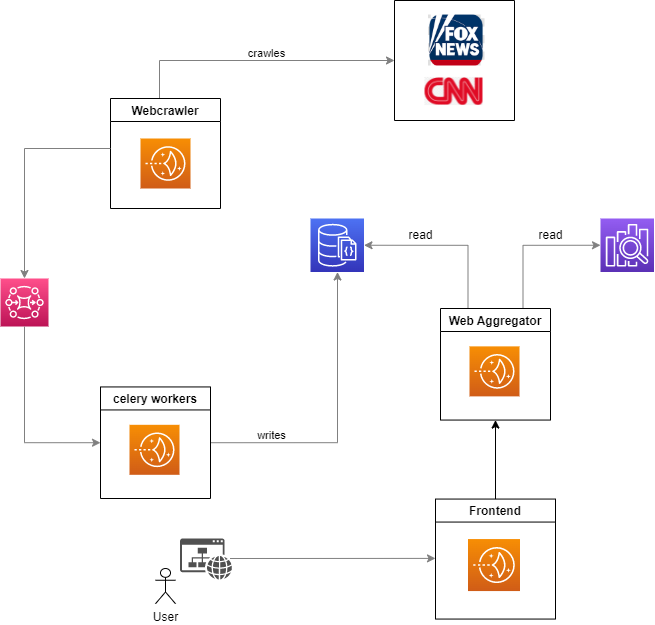 FOX
NEWS
crawles
CNN
Webcrawler
read
read
Web Aggregator
celery workers
writes
Frontend
User